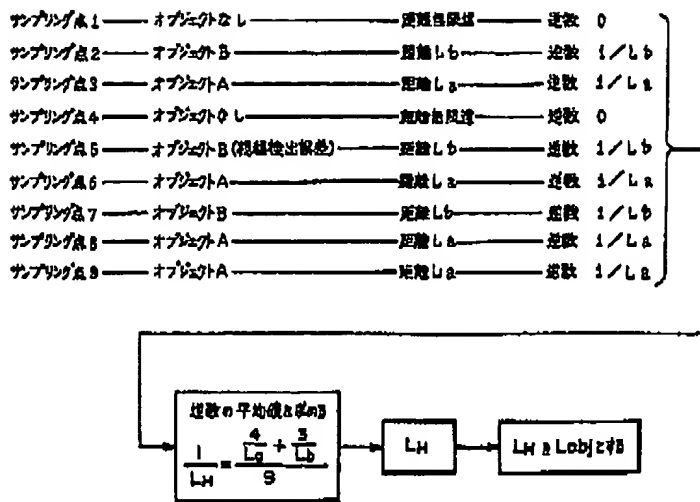 サンプリング点1 オブジェクトなし 距離無限遠 逆数 0
サンプリング点2 オブジェクトB 距離Lb 逆数 1/Lb
サンプリング点3 オブジェクトA 距離La 逆数 1/La
サンプリング点4 オブジェクトなし 距離無限遠 逆数 0
サンプリング点5 オブジェクトB(視線検出誤差) 距離Lb 逆数 1/Lb
サンプリング点6 オブジェクトA 距離La 逆数 1/La
サンプリング点7 オブジェクトB 距離Lb 逆数 1/Lb
サンプリング点8 オブジェクトA 距離La 逆数 1/La
サンプリング点9 オブジェクトA 距離La 逆数 1/La
逆数の平均値を求める
1/LH = (4/La + 3/Lb)/9
LH
LHをLobjとする